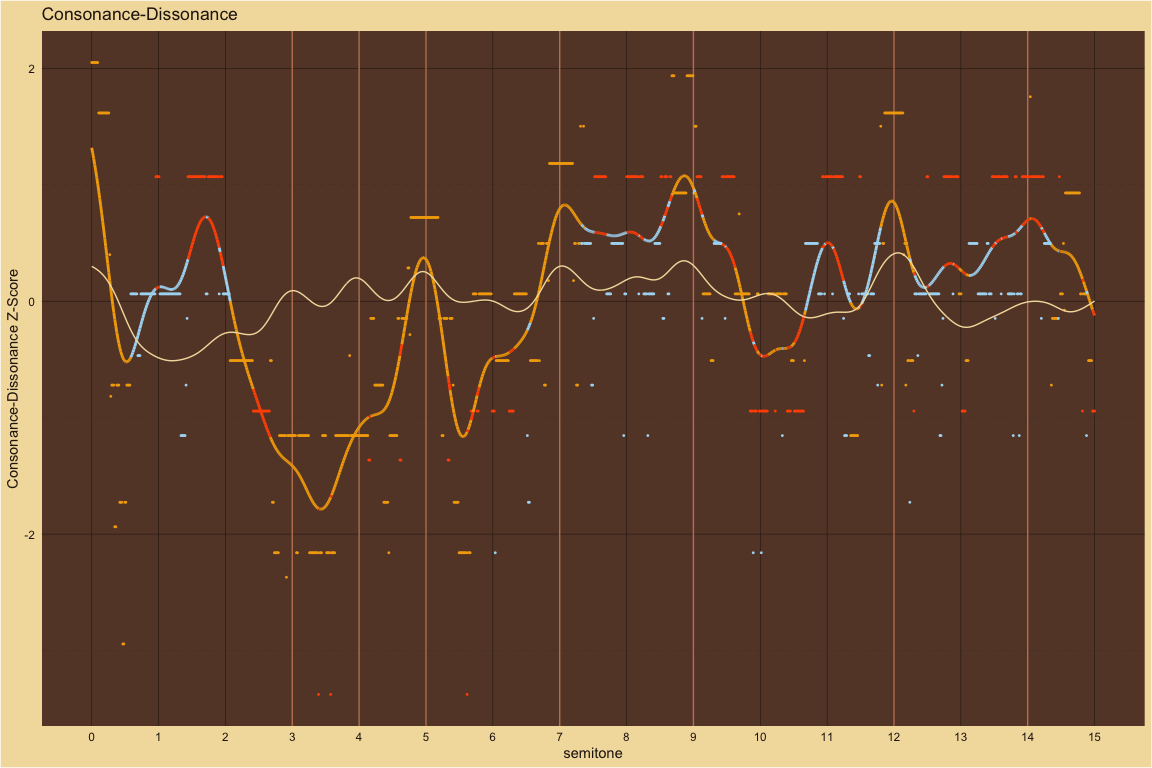 Consonance-Dissonance
Consonance-Dissonance Z-Score
2
0
-2
0 1 2 3 4 5 6 7 8 9 10 11 12 13 14 15
semitone